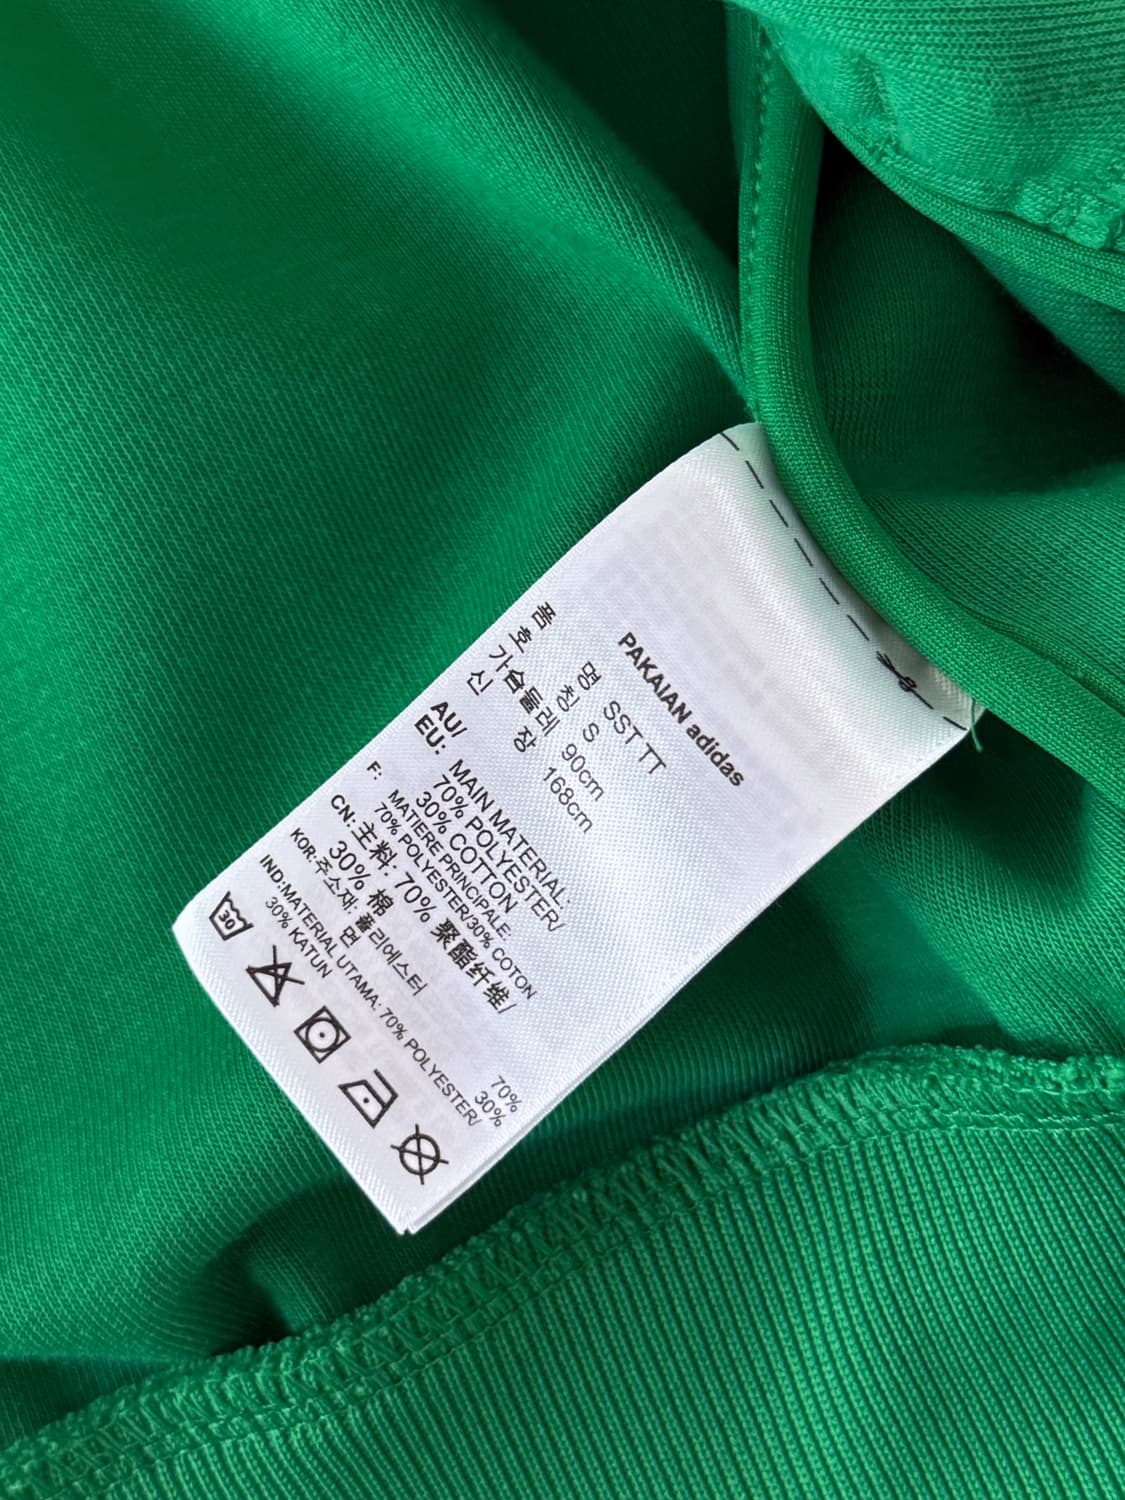 PAKAIAN adidas
품 명 SST TT
호 칭 S
가슴둘레 90cm
신 장 168cm
AU/
EU: MAIN MATERIAL:
70% POLYESTER/
30% COTTON
F: MATIERE PRINCIPALE:
70% POLYESTER/30% COTON
CN: 主料: 70% 聚酯纤维/
30% 棉
KOR: 주소재: 폴리에스터 70%
면 30%
IND:MATERIAL UTAMA: 70% POLYESTER/
30% KATUN
30